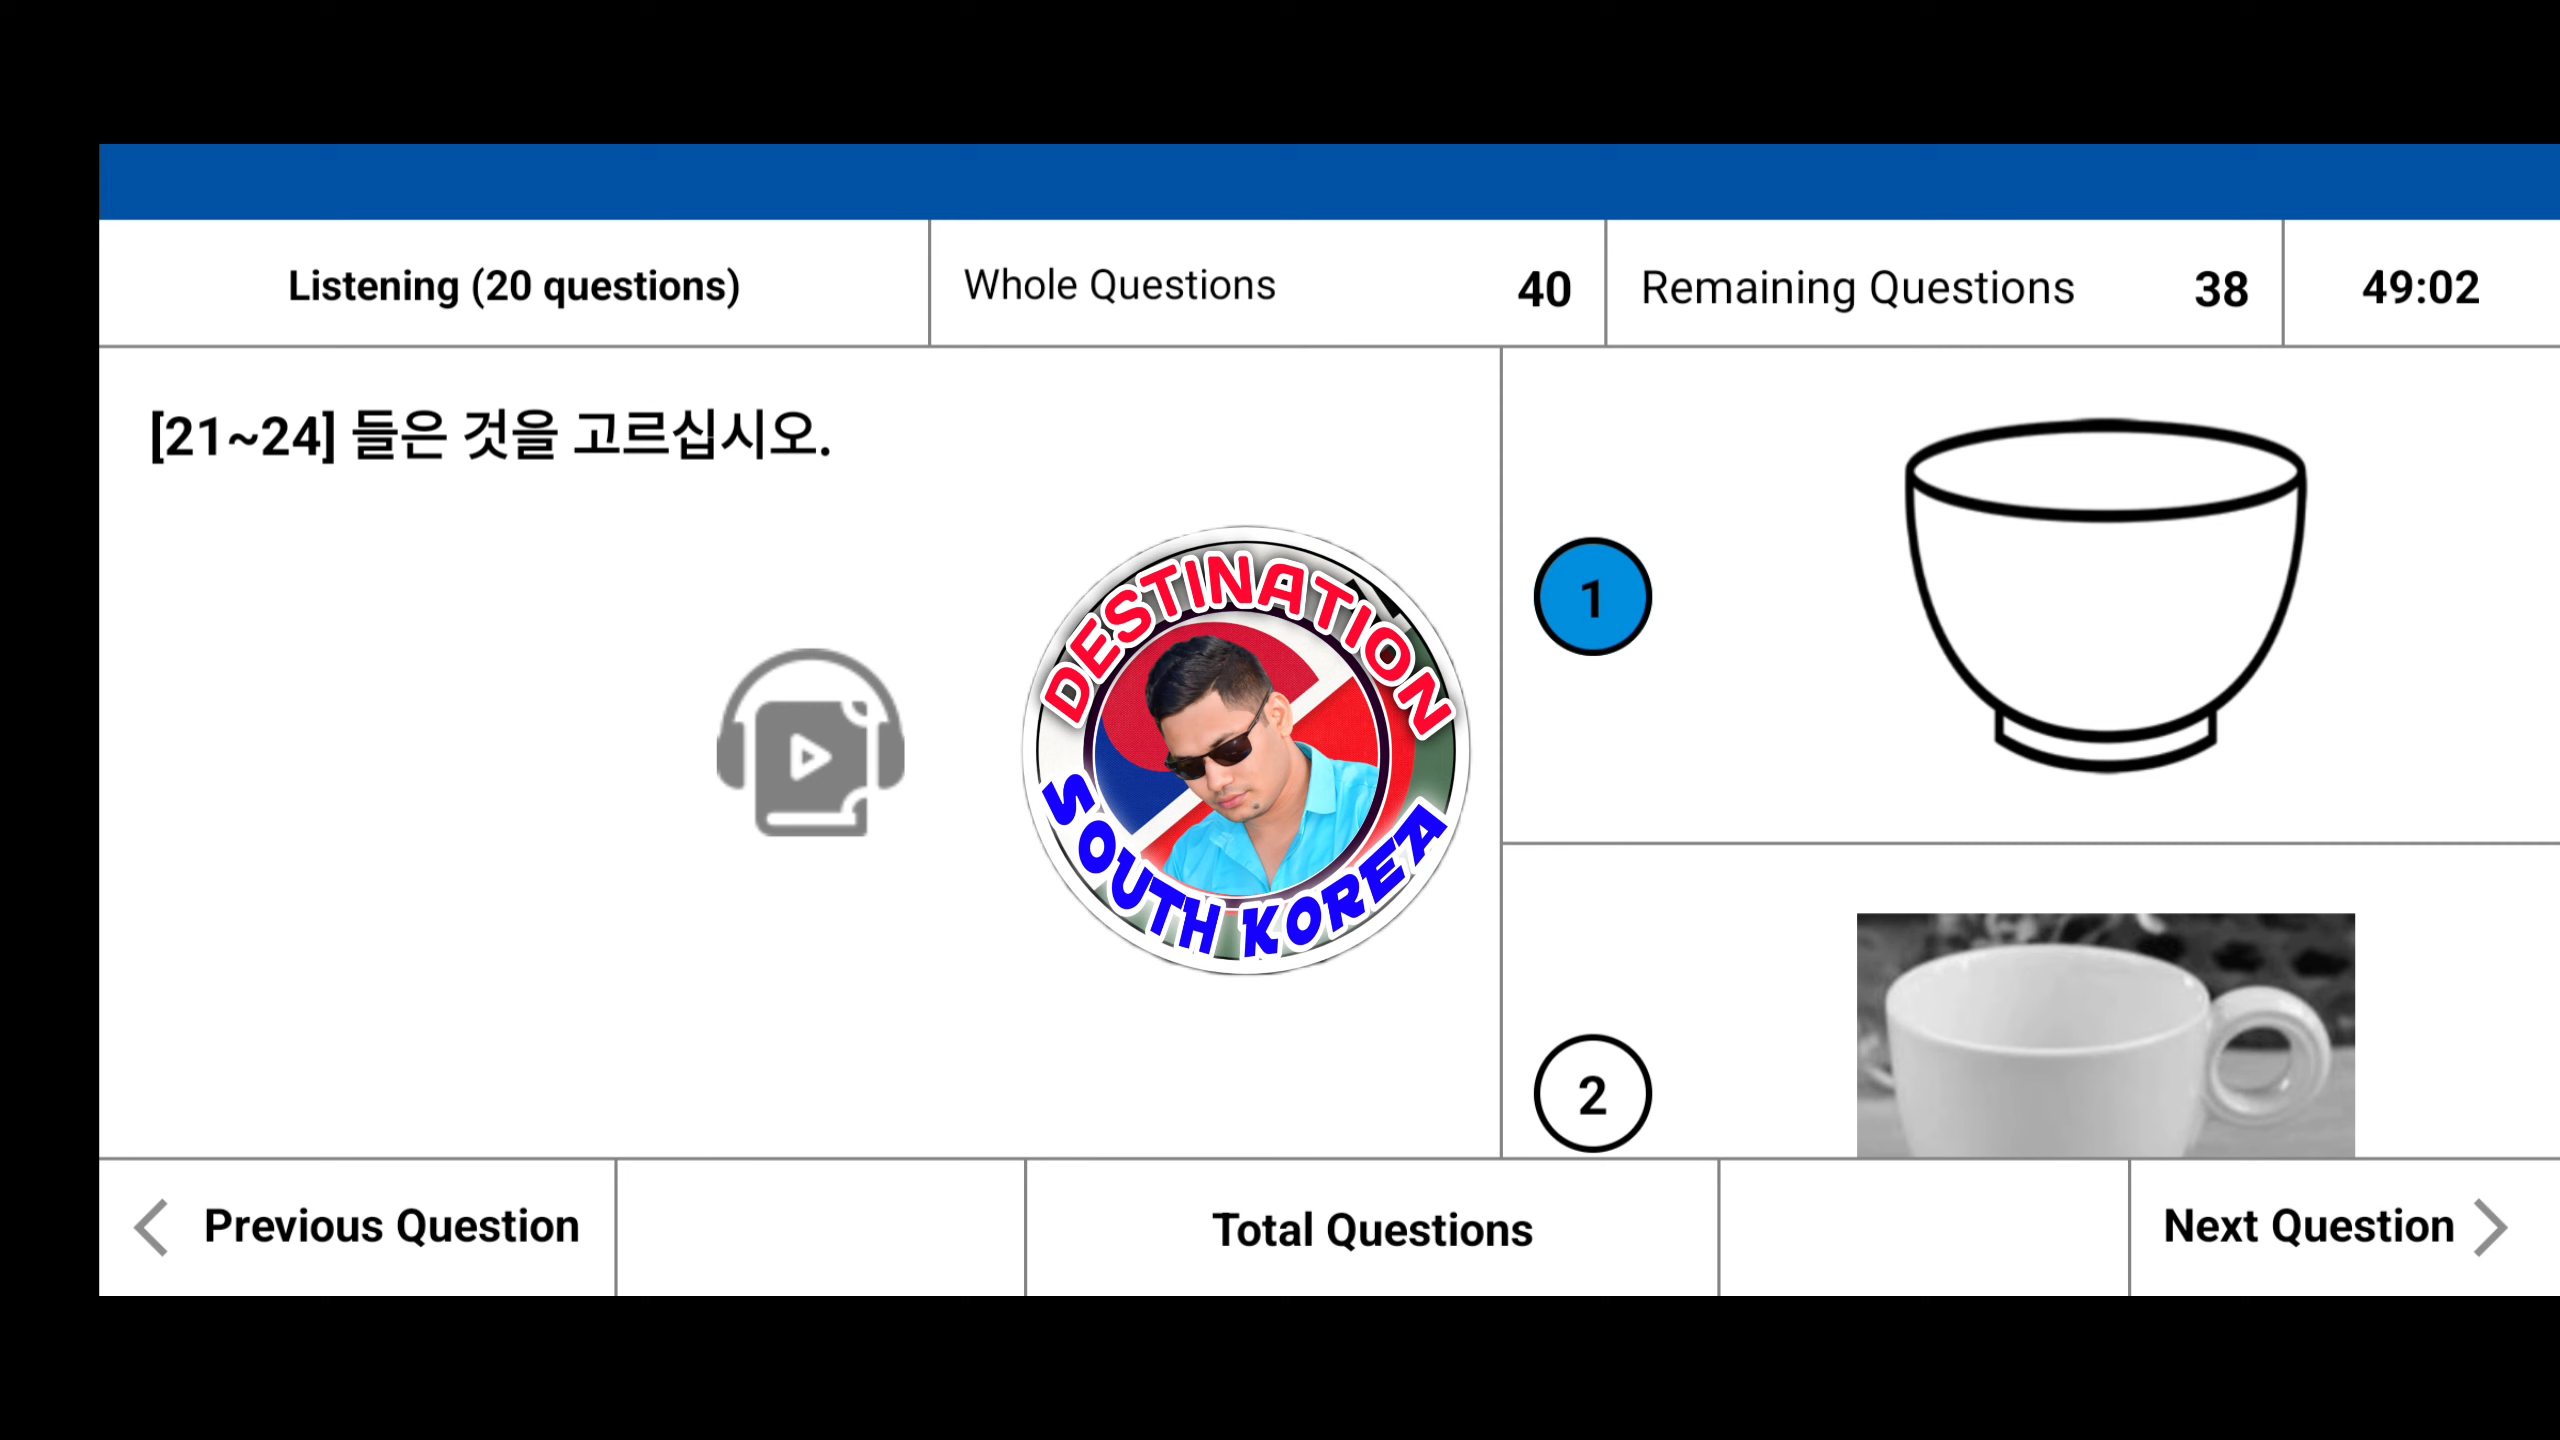 Listening (20 questions)
Whole Questions 40
Remaining Questions 38
49:02
[21~24] 들은 것을 고르십시오.
DESTINATION
SOUTH KOREA
1
2
Previous Question
Total Questions
Next Question